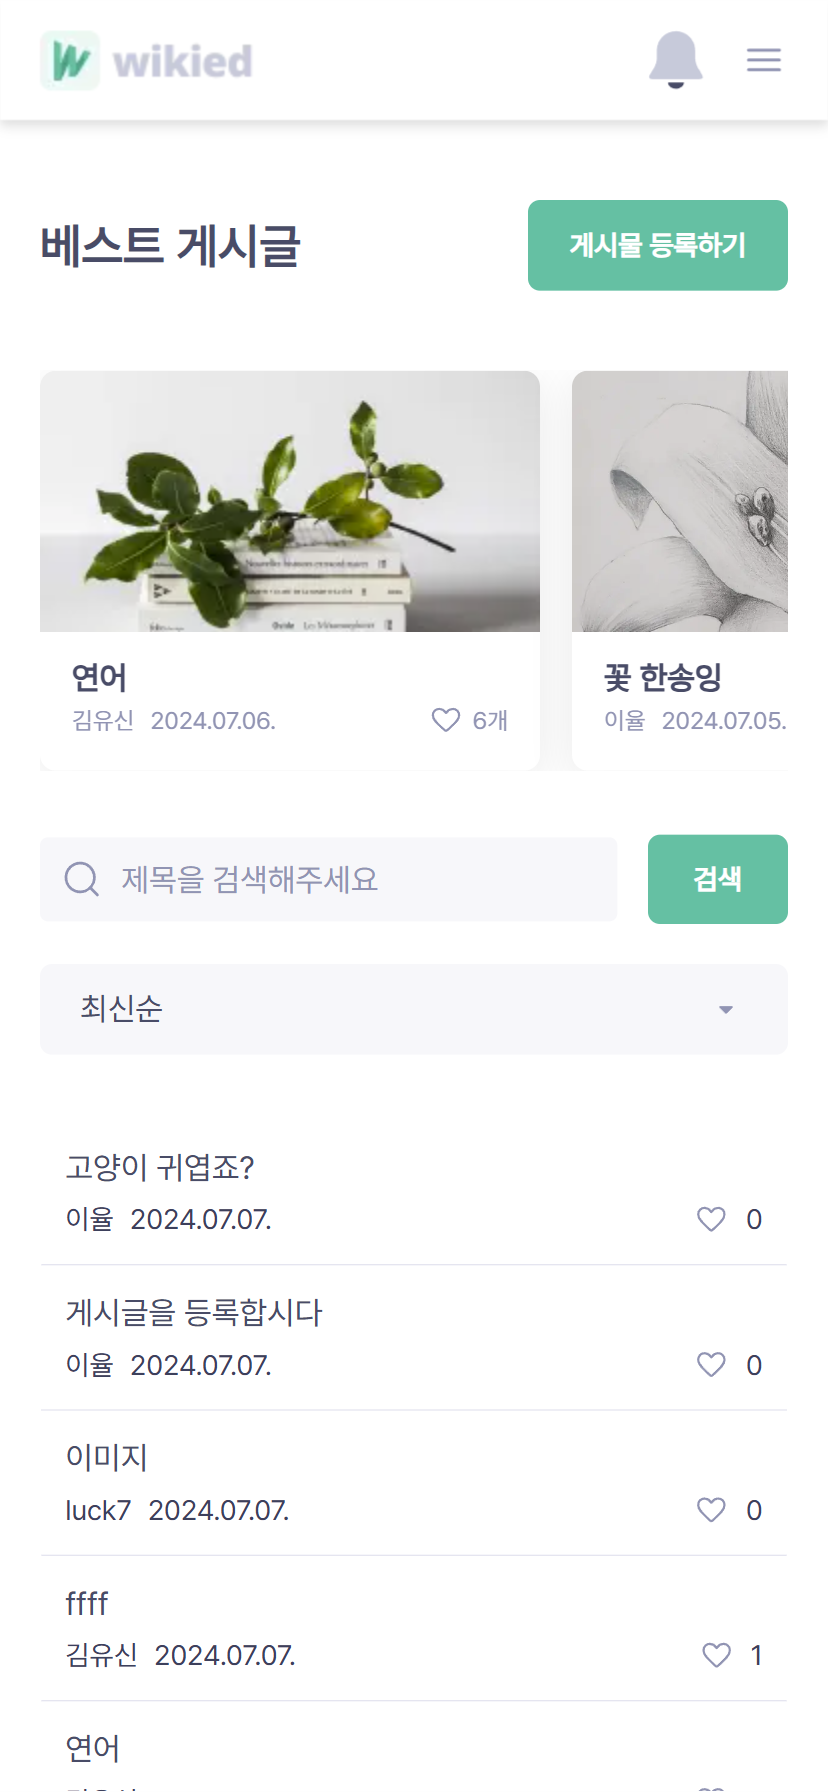 wikied
베스트 게시글
게시물 등록하기
연어
김유신 2024.07.06. 6개
꽃 한송잉
이율 2024.07.05.
제목을 검색해주세요
검색
최신순
고양이 귀엽죠?
이율 2024.07.07. 0
게시글을 등록합시다
이율 2024.07.07. 0
이미지
luck7 2024.07.07. 0
ffff
김유신 2024.07.07. 1
연어